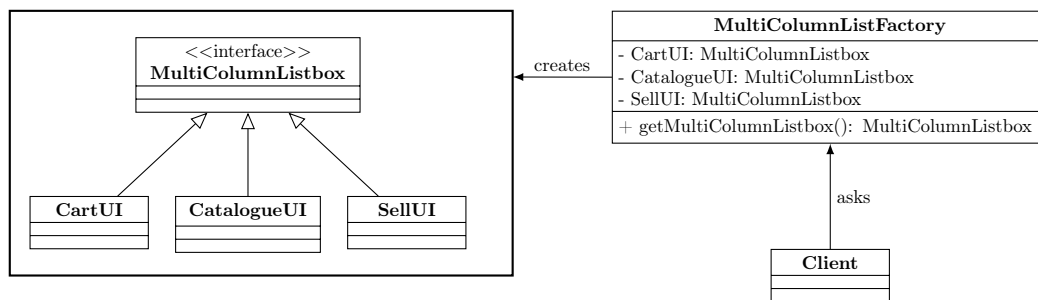 <<interface>>
MultiColumnListbox
CartUI
CatalogueUI
SellUI
creates
MultiColumnListFactory
- CartUI: MultiColumnListbox
- CatalogueUI: MultiColumnListbox
- SellUI: MultiColumnListbox
+ getMultiColumnListbox(): MultiColumnListbox
asks
Client